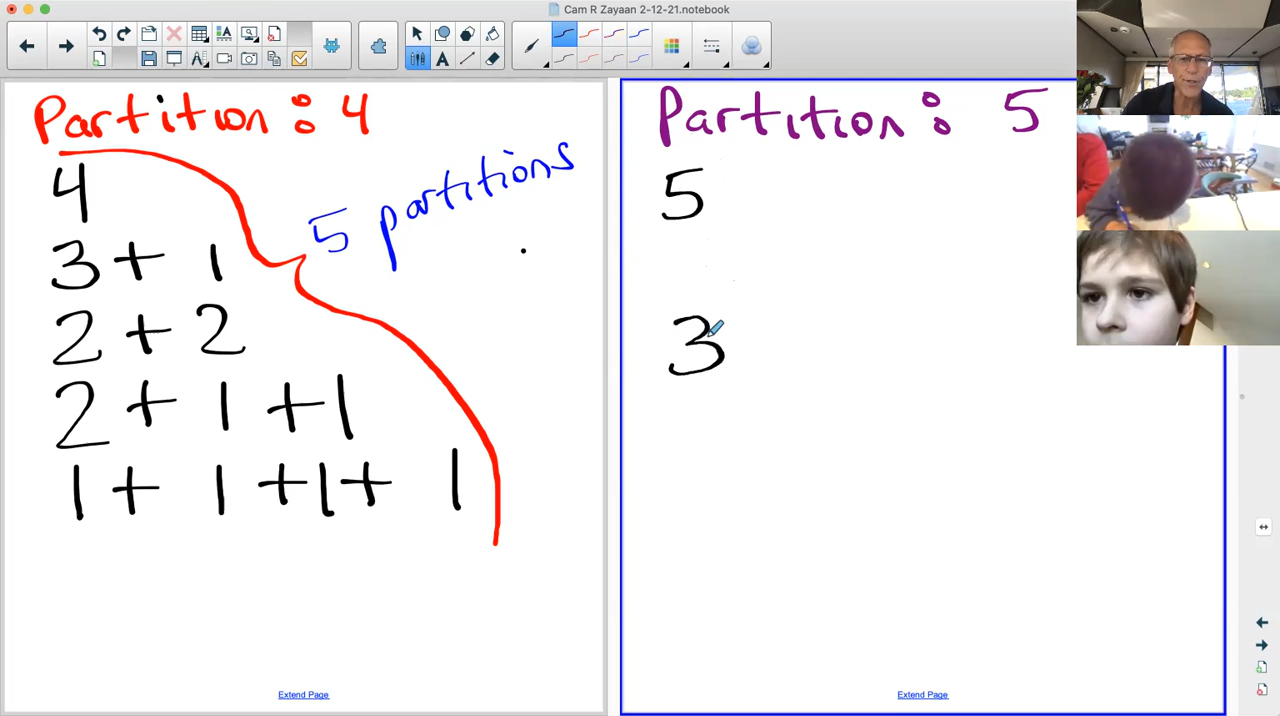 Cam R Zayaan 2-12-21.notebook
Partition : 4
4
3 + 1
2 + 2
2 + 1 + 1
1 + 1 + 1 + 1
5 partitions
Extend Page
Partition : 5
5
3
Extend Page